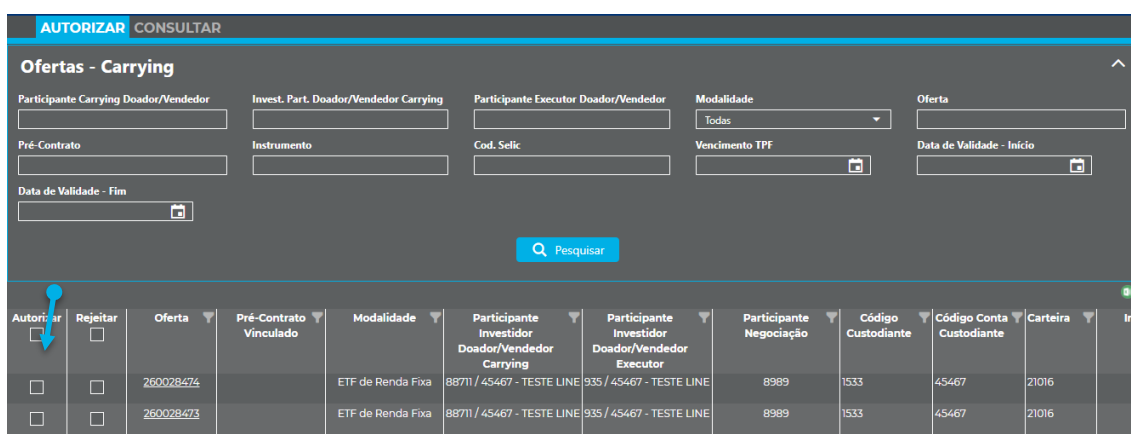 AUTORIZAR CONSULTAR
Ofertas - Carrying
Participante Carrying Doador/Vendedor Invest. Part. Doador/Vendedor Carrying Participante Executor Doador/Vendedor Modalidade Oferta
Todas
Pré-Contrato Instrumento Cod. Selic Vencimento TPF Data de Validade - Início
Data de Validade - Fim
Pesquisar
Autorizar Rejeitar Oferta Pré-Contrato Vinculado Modalidade Participante Investidor Doador/Vendedor Carrying Participante Investidor Doador/Vendedor Executor Participante Negociação Código Custodiante Código Conta Custodiante Carteira
260028474 ETF de Renda Fixa 88711 / 45467 - TESTE LINE 935 / 45467 - TESTE LINE 8989 1533 45467 21016
260028473 ETF de Renda Fixa 88711 / 45467 - TESTE LINE 935 / 45467 - TESTE LINE 8989 1533 45467 21016